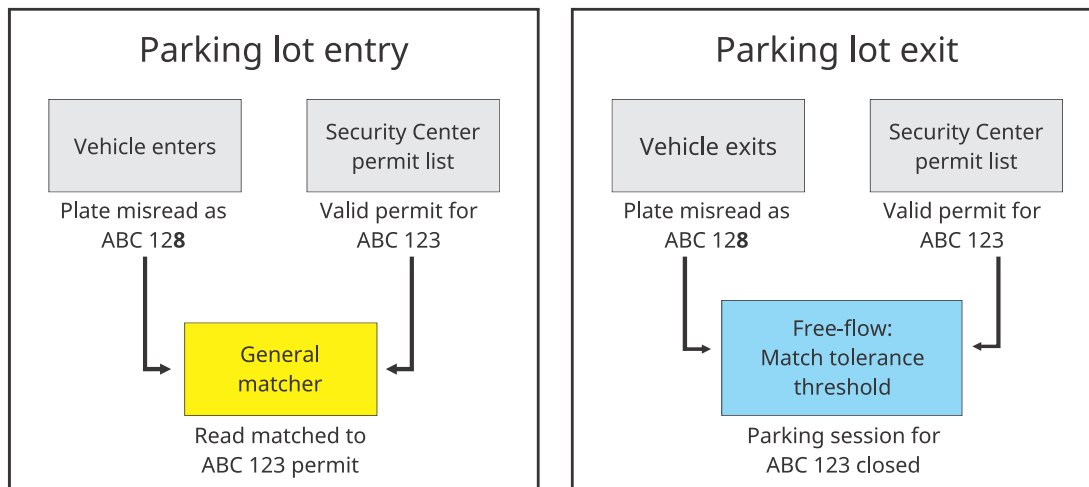 Parking lot entry
Vehicle enters
Security Center
permit list
Plate misread as
ABC 128
Valid permit for
ABC 123
General
matcher
Read matched to
ABC 123 permit
Parking lot exit
Vehicle exits
Security Center
permit list
Plate misread as
ABC 128
Valid permit for
ABC 123
Free-flow:
Match tolerance
threshold
Parking session for
ABC 123 closed